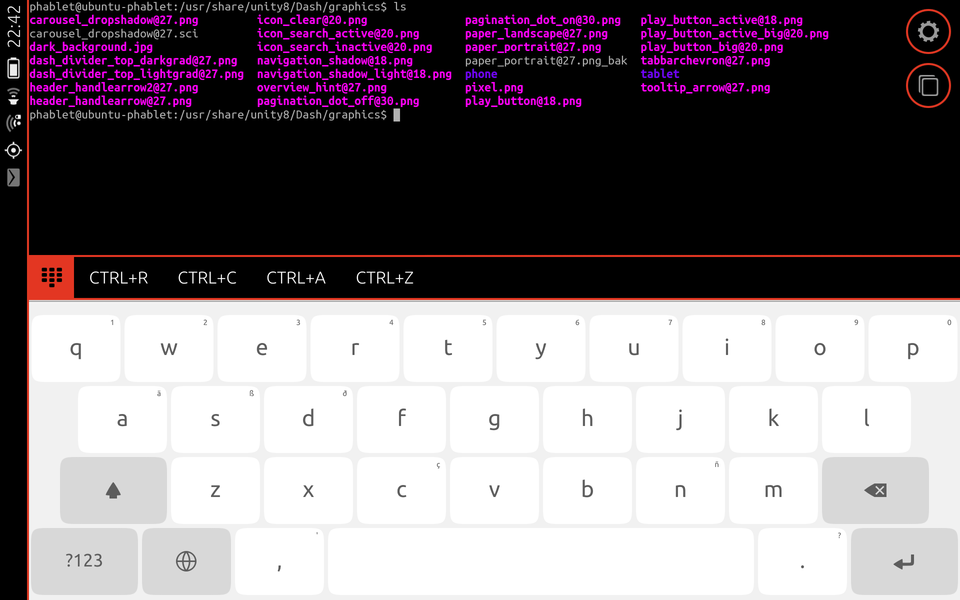 22:42
phablet@ubuntu-phablet:/usr/share/unity8/Dash/graphics$ ls
carousel_dropshadow@27.png icon_clear@20.png pagination_dot_on@30.png play_button_active@18.png
carousel_dropshadow@27.sci icon_search_active@20.png paper_landscape@27.png play_button_active_big@20.png
dark_background.jpg icon_search_inactive@20.png paper_portrait@27.png play_button_big@20.png
dash_divider_top_darkgrad@27.png navigation_shadow@18.png paper_portrait@27.png_bak tabbarchevron@27.png
dash_divider_top_lightgrad@27.png navigation_shadow_light@18.png phone tablet
header_handlearrow2@27.png overview_hint@27.png pixel.png tooltip_arrow@27.png
header_handlearrow@27.png pagination_dot_off@30.png play_button@18.png
phablet@ubuntu-phablet:/usr/share/unity8/Dash/graphics$
CTRL+R CTRL+C CTRL+A CTRL+Z
1 2 3 4 5 6 7 8 9 0
q w e r t y u i o p
ä ß ð
a s d f g h j k l
ç ñ
z x c v b n m
' ?
?123 , .